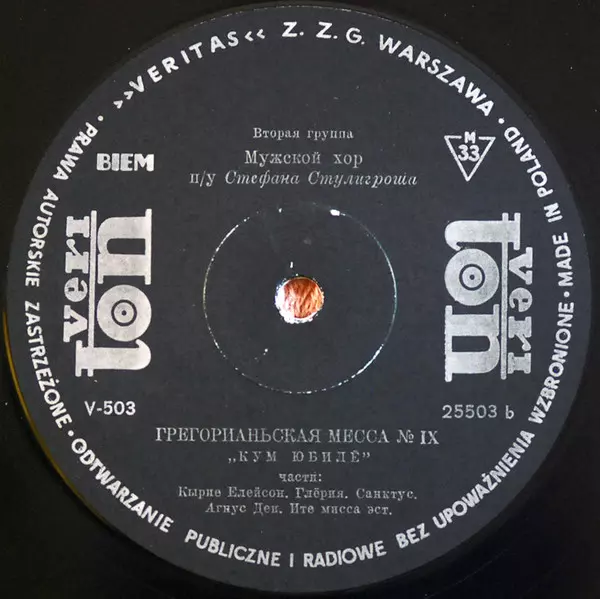 »VERITAS« Z. Z. G. WARSZAWA · MADE IN POLAND
· PRAWA AUTORSKIE ZASTRZEŻONE · ODTWARZANIE PUBLICZNE I RADIOWE BEZ UPOWAŻNIENIA WZBRONIONE ·
Вторая группа
BIEM
Мужской хор
п/у Стефана Стулигроша
M
33
veri
ton
veri
ton
V-503
25503 b
ГРЕГОРИАНЬСКАЯ МЕССА № IX
„КУМ ЮБИЛЁ"
части:
Кырие Елейсон. Глёрия. Санктус.
Агнус Деи. Ите мисса эст.